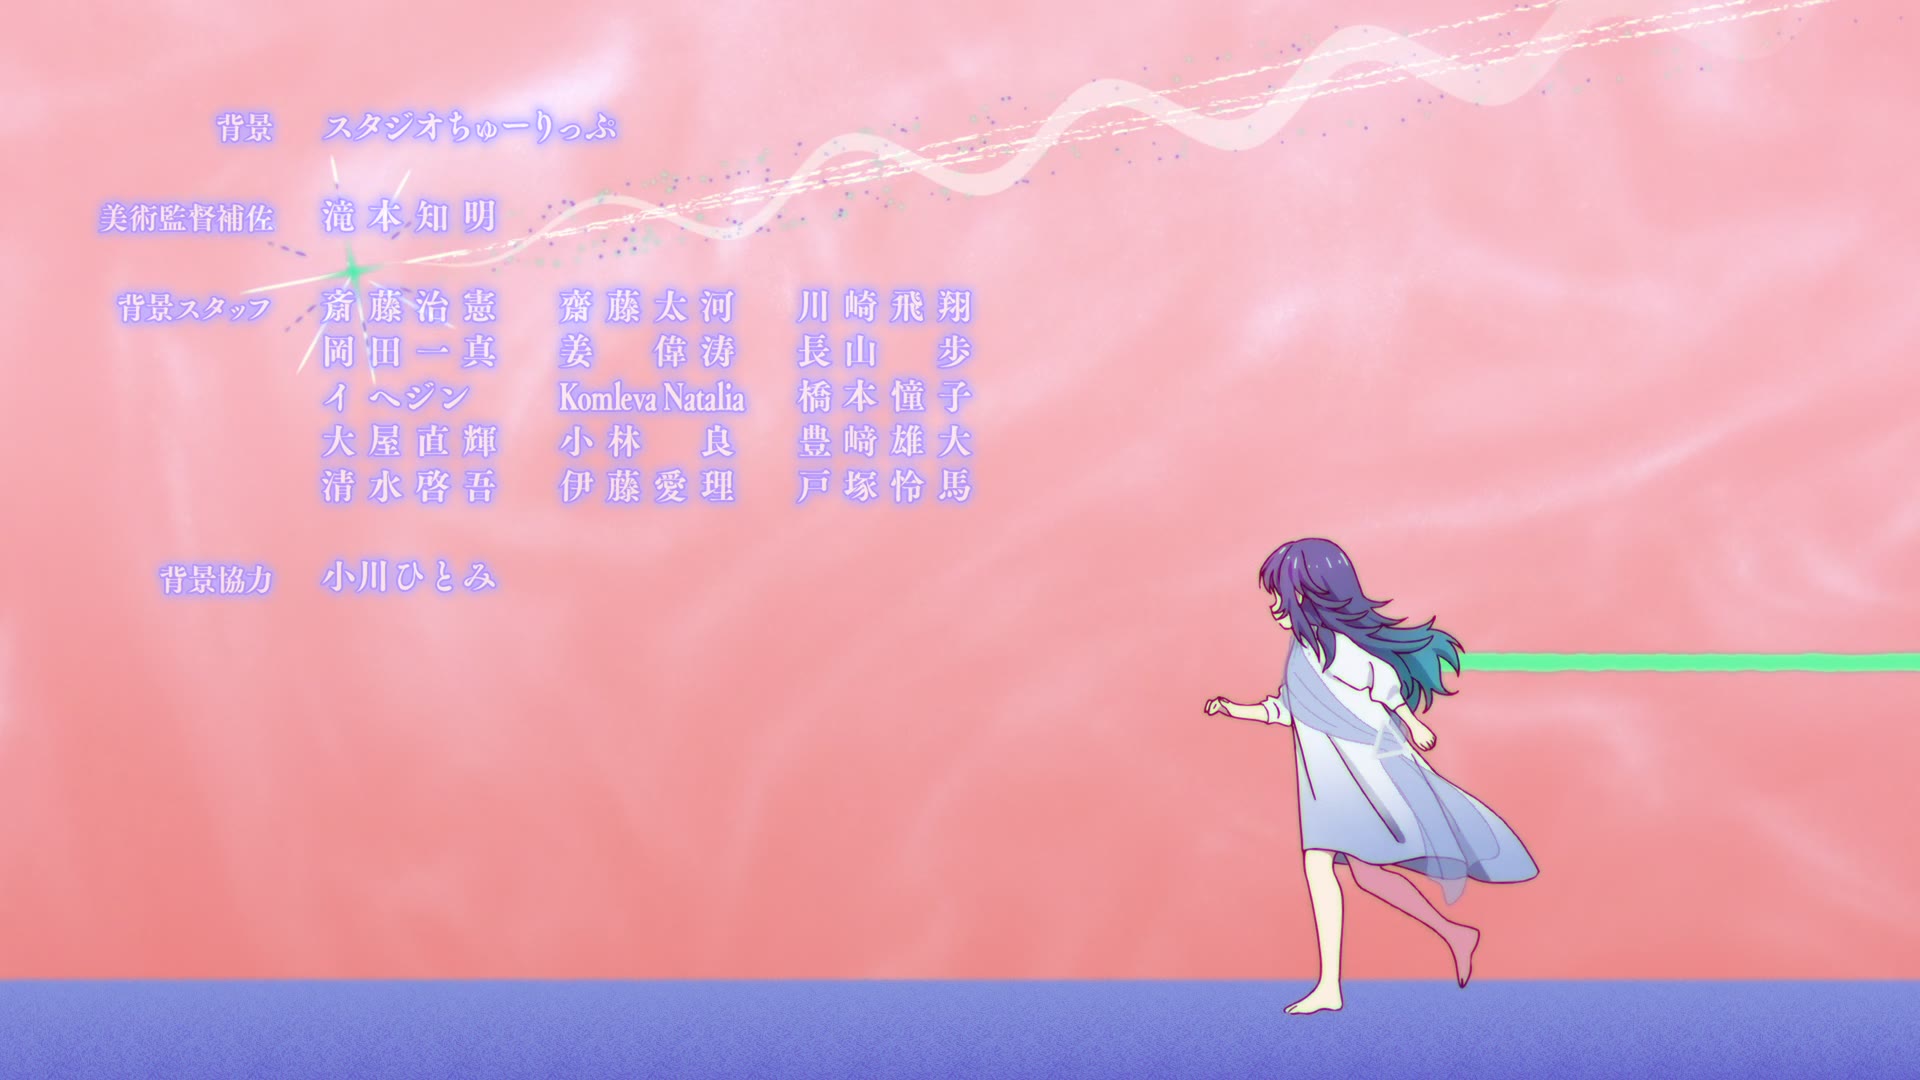 背景 スタジオちゅーりっぷ
美術監督補佐 滝本知明
背景スタッフ 斎藤治憲 齋藤太河 川崎飛翔
岡田一真 姜偉涛 長山歩
イ ヘジン Komleva Natalia 橋本憧子
大屋直輝 小林良 豊﨑雄大
清水啓吾 伊藤愛理 戸塚怜馬
背景協力 小川ひとみ